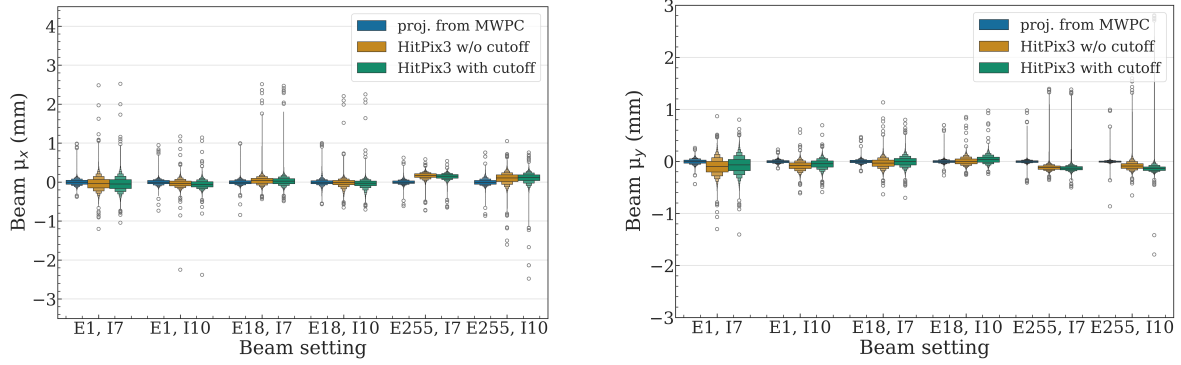 Beam μx (mm)
4
3
2
1
0
−1
−2
−3
proj. from MWPC
HitPix3 w/o cutoff
HitPix3 with cutoff
E1, I7 E1, I10 E18, I7 E18, I10 E255, I7 E255, I10
Beam setting
Beam μy (mm)
3
2
1
0
−1
−2
−3
proj. from MWPC
HitPix3 w/o cutoff
HitPix3 with cutoff
E1, I7 E1, I10 E18, I7 E18, I10 E255, I7 E255, I10
Beam setting